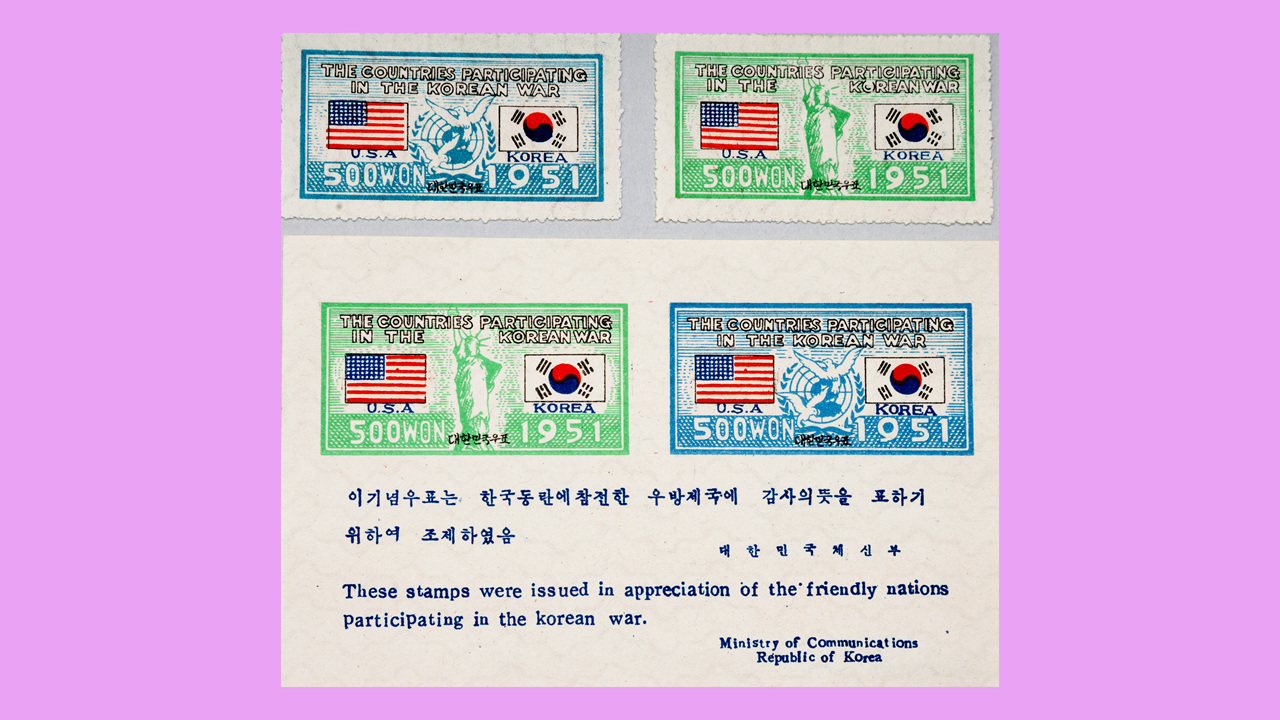 THE COUNTRIES PARTICIPATING
IN THE KOREAN WAR
U.S.A
KOREA
500WON
1951
대한민국우표
THE COUNTRIES PARTICIPATING
IN THE KOREAN WAR
U.S.A
KOREA
500WON
1951
대한민국우표
THE COUNTRIES PARTICIPATING
IN THE KOREAN WAR
U.S.A
KOREA
500WON
1951
대한민국우표
THE COUNTRIES PARTICIPATING
IN THE KOREAN WAR
U.S.A
KOREA
500WON
1951
대한민국우표
이기념우표는 한국동란에참전한 우방제국에 감사의뜻을 표하기
위하여 조제하였음
대한민국체신부
These stamps were issued in appreciation of the friendly nations
participating in the korean war.
Ministry of Communications
Republic of Korea